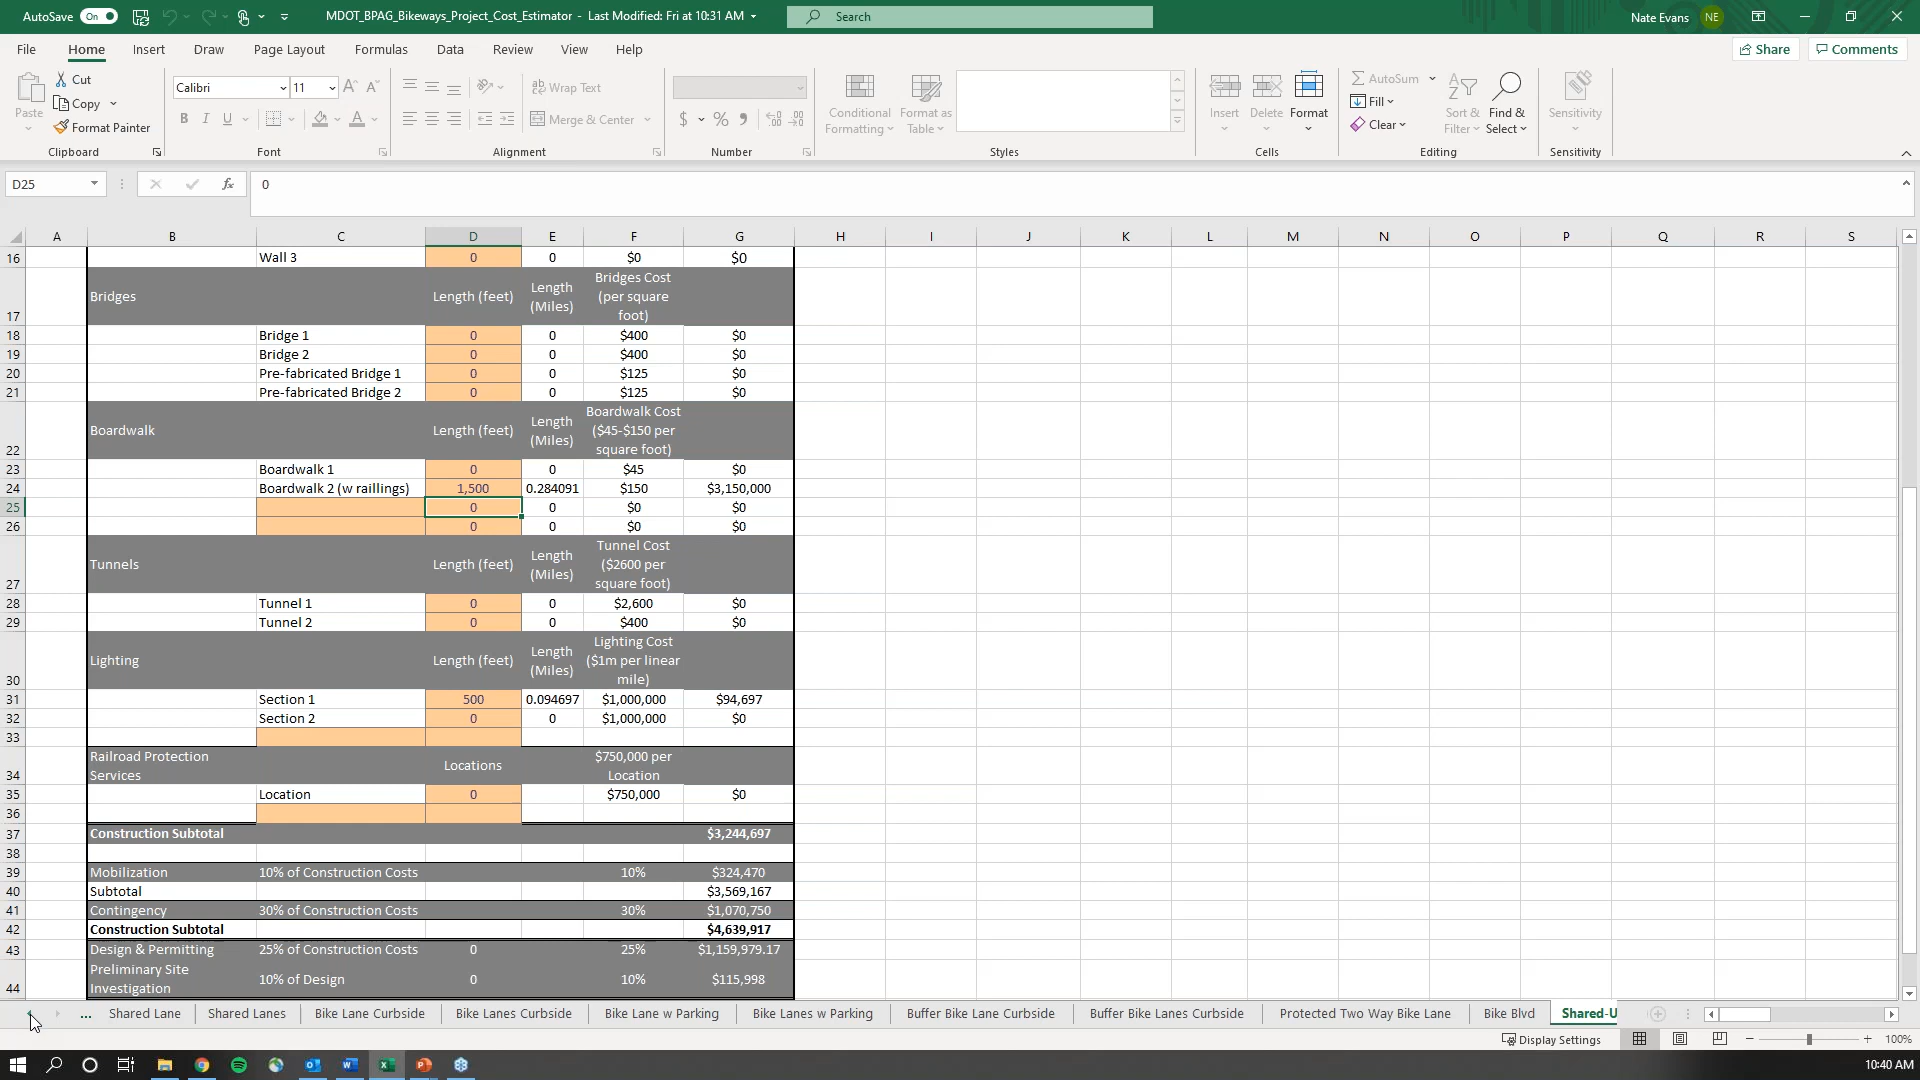 AutoSave On MDOT_BPAG_Bikeways_Project_Cost_Estimator - Last Modified: Fri at 10:31 AM Search Nate Evans NE
File Home Insert Draw Page Layout Formulas Data Review View Help Share Comments
Paste Cut Copy Format Painter Clipboard
Calibri 11 A A B I U A Font
ab Wrap Text Merge & Center Alignment
$ % Number
Conditional Formatting Format as Table Styles
Insert Delete Format Cells
AutoSum Fill Clear Sort & Filter Find & Select Editing
Sensitivity Sensitivity
D25 fx 0
A B C D E F G H I J K L M N O P Q R S
16 Wall 3 0 0 $0 $0
17 Bridges Length (feet) Length (Miles) Bridges Cost (per square foot)
18 Bridge 1 0 0 $400 $0
19 Bridge 2 0 0 $400 $0
20 Pre-fabricated Bridge 1 0 0 $125 $0
21 Pre-fabricated Bridge 2 0 0 $125 $0
22 Boardwalk Length (feet) Length (Miles) Boardwalk Cost ($45-$150 per square foot)
23 Boardwalk 1 0 0 $45 $0
24 Boardwalk 2 (w raillings) 1,500 0.284091 $150 $3,150,000
25 0 0 $0 $0
26 0 0 $0 $0
27 Tunnels Length (feet) Length (Miles) Tunnel Cost ($2600 per square foot)
28 Tunnel 1 0 0 $2,600 $0
29 Tunnel 2 0 0 $400 $0
30 Lighting Length (feet) Length (Miles) Lighting Cost ($1m per linear mile)
31 Section 1 500 0.094697 $1,000,000 $94,697
32 Section 2 0 0 $1,000,000 $0
33
34 Railroad Protection Services Locations $750,000 per Location
35 Location 0 $750,000 $0
36
37 Construction Subtotal $3,244,697
38
39 Mobilization 10% of Construction Costs 10% $324,470
40 Subtotal $3,569,167
41 Contingency 30% of Construction Costs 30% $1,070,750
42 Construction Subtotal $4,639,917
43 Design & Permitting 25% of Construction Costs 0 25% $1,159,979.17
44 Preliminary Site Investigation 10% of Design 0 10% $115,998
... Shared Lane Shared Lanes Bike Lane Curbside Bike Lanes Curbside Bike Lane w Parking Bike Lanes w Parking Buffer Bike Lane Curbside Buffer Bike Lanes Curbside Protected Two Way Bike Lane Bike Blvd Shared-U
Display Settings 100%
10:40 AM